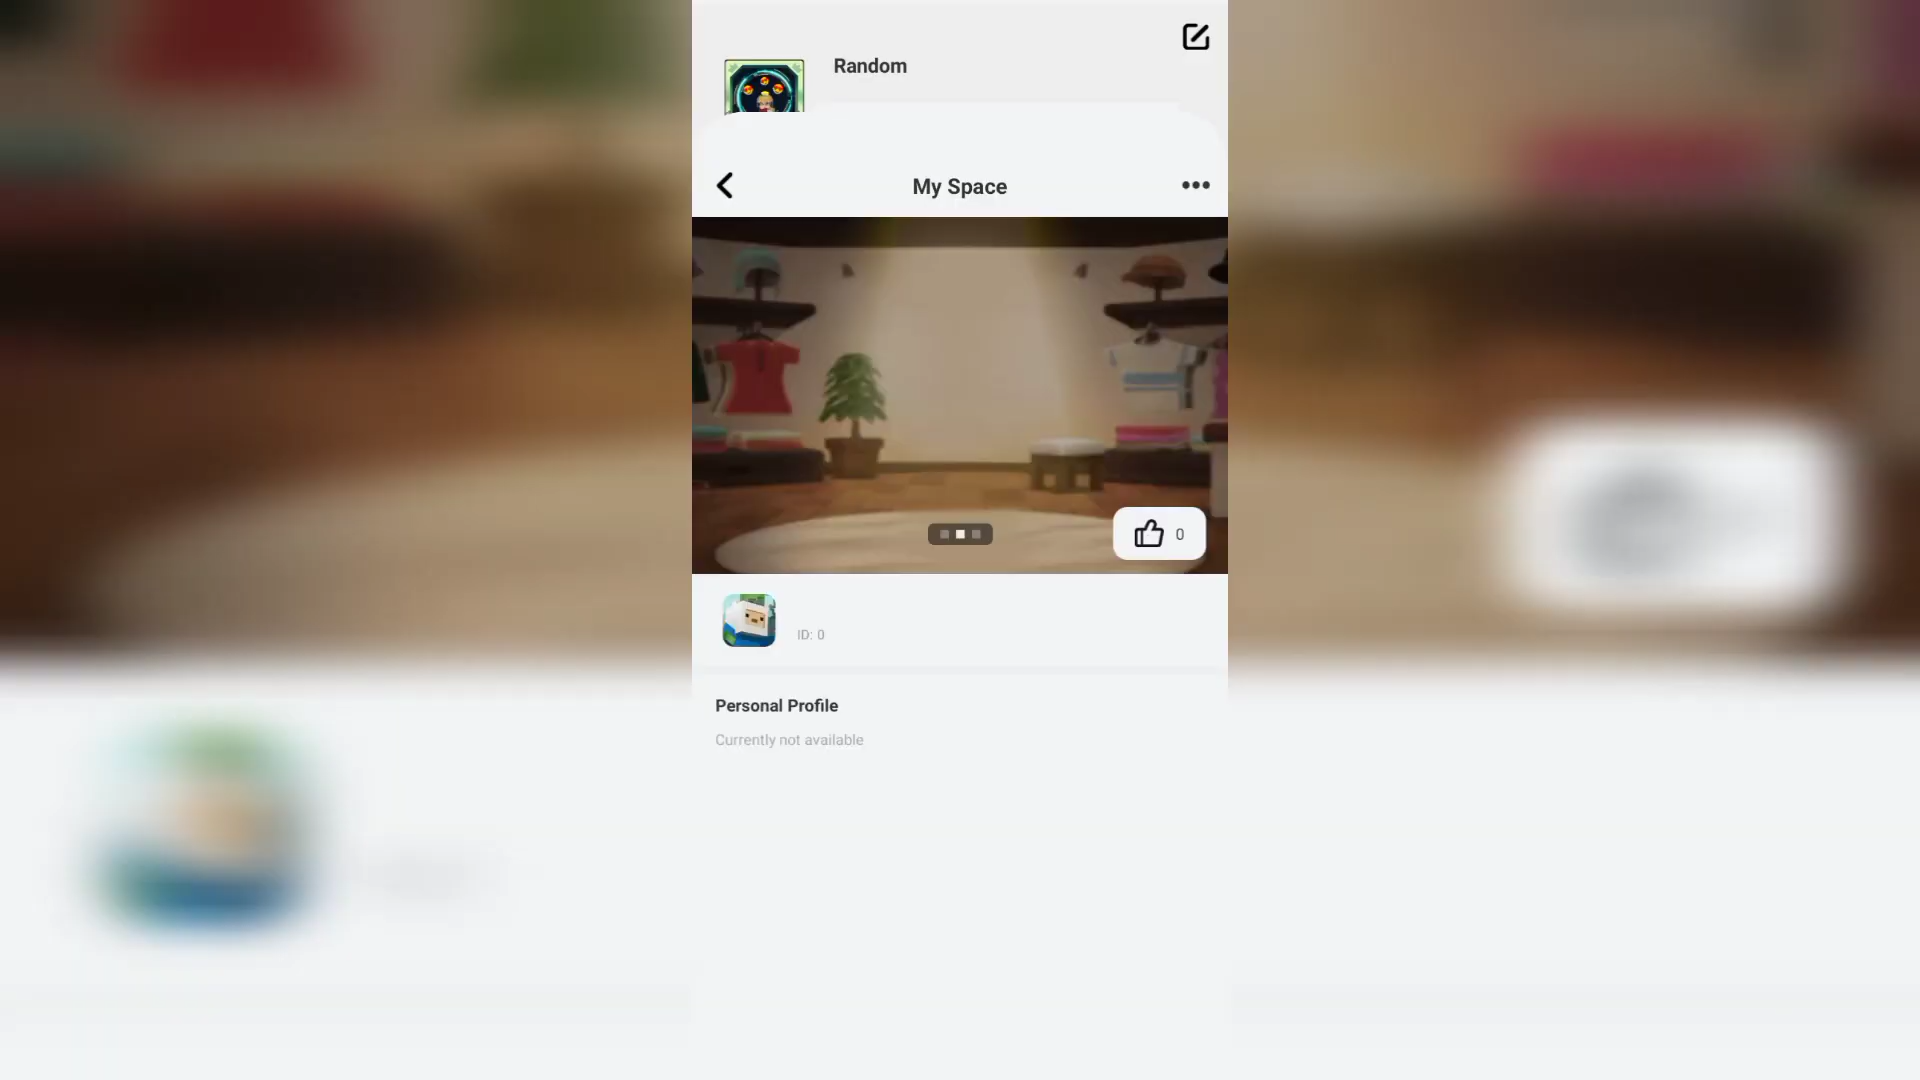 Random
My Space
0
ID: 0
Personal Profile
Currently not available